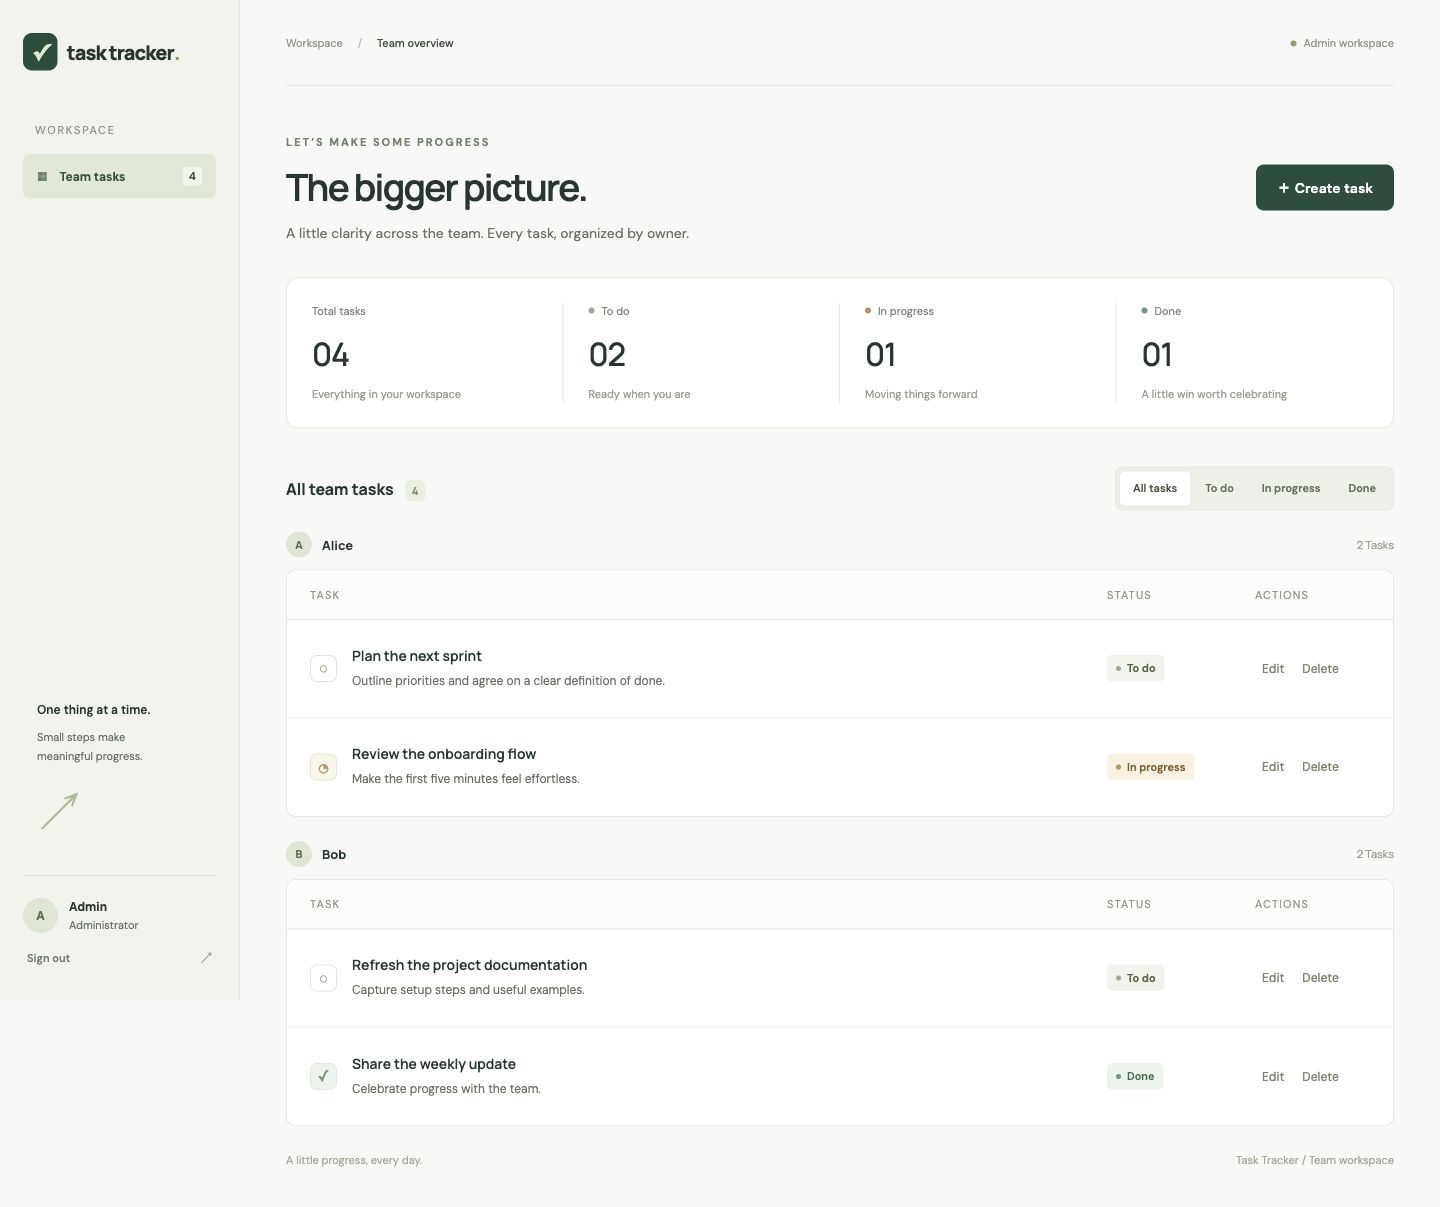 tasktracker.
WORKSPACE
Team tasks 4
One thing at a time.
Small steps make
meaningful progress.
A
Admin
Administrator
Sign out
Workspace / Team overview
Admin workspace
LET'S MAKE SOME PROGRESS
The bigger picture.
A little clarity across the team. Every task, organized by owner.
+ Create task
Total tasks
04
Everything in your workspace
To do
02
Ready when you are
In progress
01
Moving things forward
Done
01
A little win worth celebrating
All team tasks 4
All tasks To do In progress Done
A Alice 2 Tasks
TASK STATUS ACTIONS
Plan the next sprint
Outline priorities and agree on a clear definition of done.
To do Edit Delete
Review the onboarding flow
Make the first five minutes feel effortless.
In progress Edit Delete
B Bob 2 Tasks
TASK STATUS ACTIONS
Refresh the project documentation
Capture setup steps and useful examples.
To do Edit Delete
Share the weekly update
Celebrate progress with the team.
Done Edit Delete
A little progress, every day.
Task Tracker / Team workspace